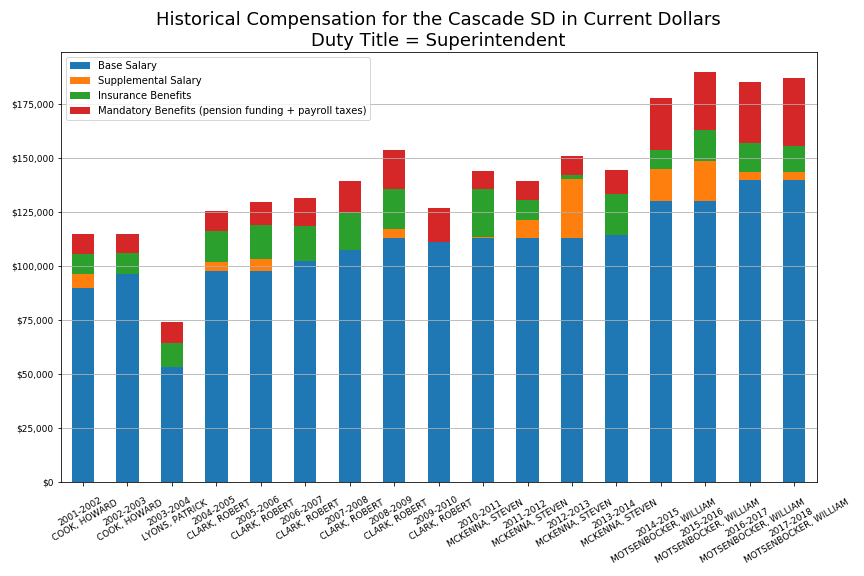 Historical Compensation for the Cascade SD in Current Dollars
Duty Title = Superintendent
Base Salary
Supplemental Salary
Insurance Benefits
Mandatory Benefits (pension funding + payroll taxes)
$175,000
$150,000
$125,000
$100,000
$75,000
$50,000
$25,000
$0
2001-2002
COOK, HOWARD
2002-2003
COOK, HOWARD
2003-2004
LYONS, PATRICK
2004-2005
CLARK, ROBERT
2005-2006
CLARK, ROBERT
2006-2007
CLARK, ROBERT
2007-2008
CLARK, ROBERT
2008-2009
CLARK, ROBERT
2009-2010
CLARK, ROBERT
2010-2011
MCKENNA, STEVEN
2011-2012
MCKENNA, STEVEN
2012-2013
MCKENNA, STEVEN
2013-2014
MCKENNA, STEVEN
2014-2015
MOTSENBOCKER, WILLIAM
2015-2016
MOTSENBOCKER, WILLIAM
2016-2017
MOTSENBOCKER, WILLIAM
2017-2018
MOTSENBOCKER, WILLIAM